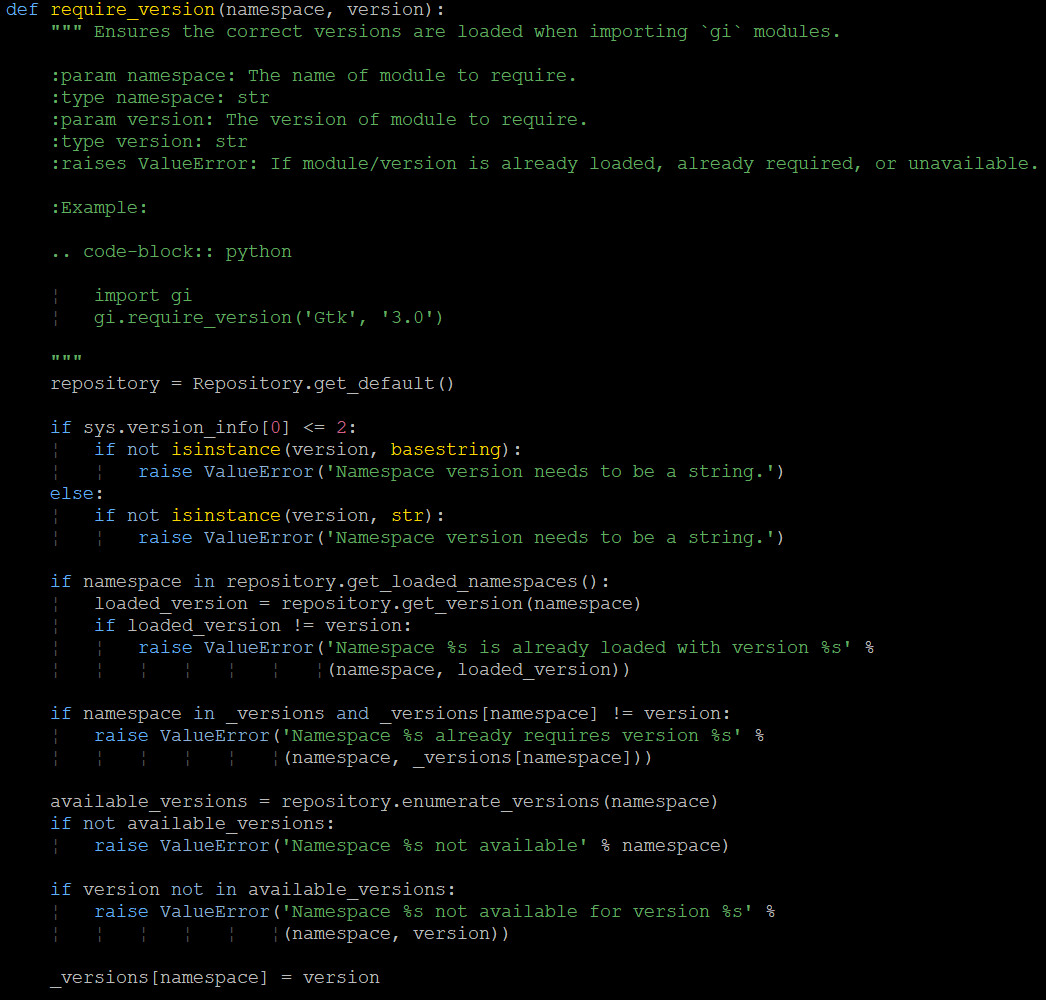 def require_version(namespace, version):
    """ Ensures the correct versions are loaded when importing `gi` modules.
    :param namespace: The name of module to require.
    :type namespace: str
    :param version: The version of module to require.
    :type version: str
    :raises ValueError: If module/version is already loaded, already required, or unavailable.
    :Example:
    .. code-block:: python
    ¦   import gi
    ¦   gi.require_version('Gtk', '3.0')
    """
    repository = Repository.get_default()
    if sys.version_info[0] <= 2:
    ¦   if not isinstance(version, basestring):
    ¦   ¦   raise ValueError('Namespace version needs to be a string.')
    else:
    ¦   if not isinstance(version, str):
    ¦   ¦   raise ValueError('Namespace version needs to be a string.')
    if namespace in repository.get_loaded_namespaces():
    ¦   loaded_version = repository.get_version(namespace)
    ¦   if loaded_version != version:
    ¦   ¦   raise ValueError('Namespace %s is already loaded with version %s' %
    ¦   ¦   ¦   ¦   ¦   ¦   ¦(namespace, loaded_version))
    if namespace in _versions and _versions[namespace] != version:
    ¦   raise ValueError('Namespace %s already requires version %s' %
    ¦   ¦   ¦   ¦   ¦   ¦(namespace, _versions[namespace]))
    available_versions = repository.enumerate_versions(namespace)
    if not available_versions:
    ¦   raise ValueError('Namespace %s not available' % namespace)
    if version not in available_versions:
    ¦   raise ValueError('Namespace %s not available for version %s' %
    ¦   ¦   ¦   ¦   ¦   ¦(namespace, version))
    _versions[namespace] = version